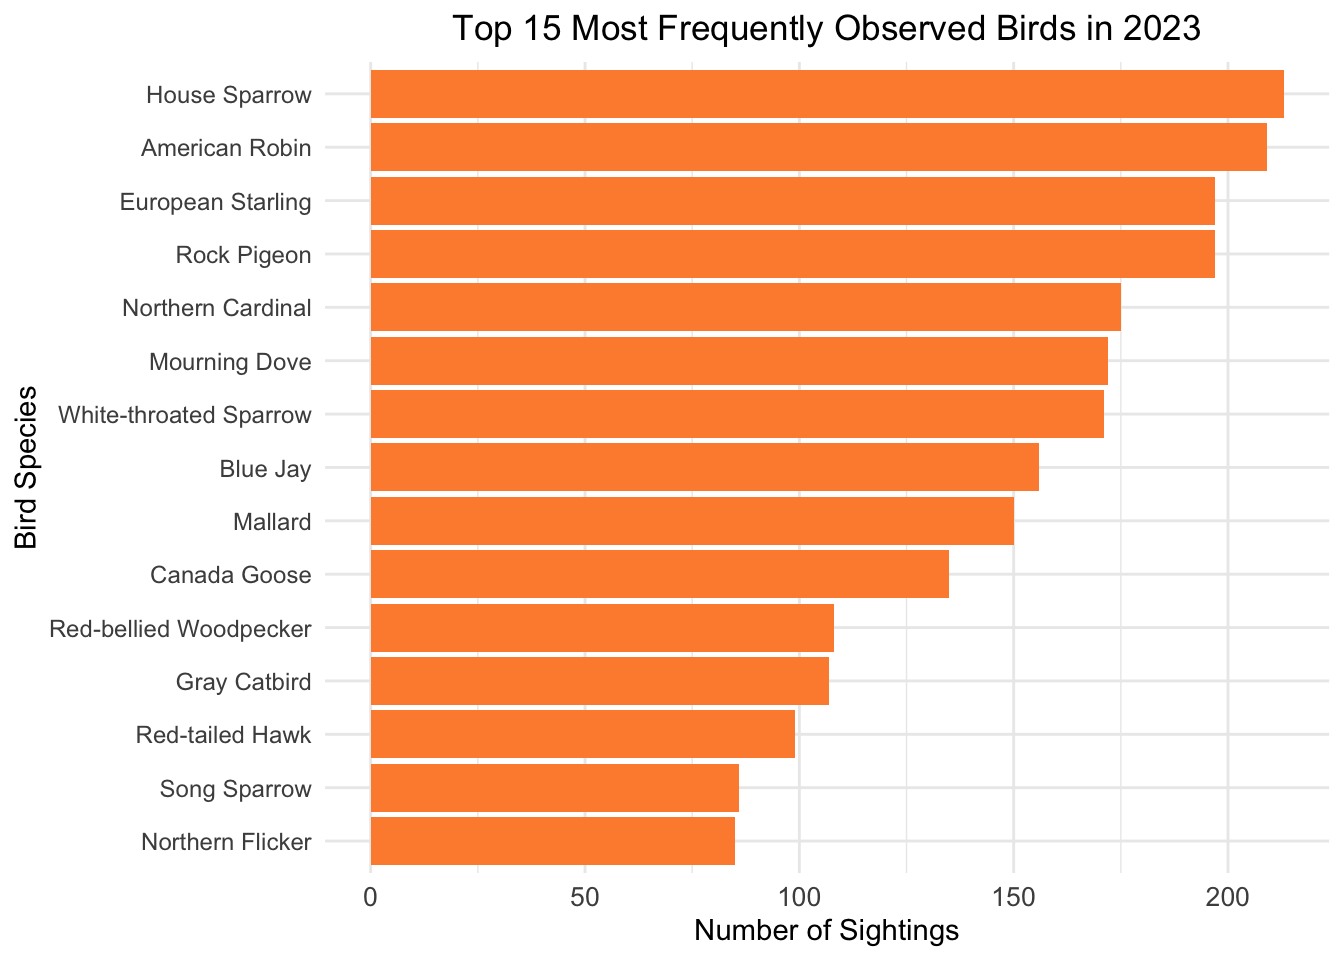 Top 15 Most Frequently Observed Birds in 2023
Bird Species
House Sparrow
American Robin
European Starling
Rock Pigeon
Northern Cardinal
Mourning Dove
White-throated Sparrow
Blue Jay
Mallard
Canada Goose
Red-bellied Woodpecker
Gray Catbird
Red-tailed Hawk
Song Sparrow
Northern Flicker
0 50 100 150 200
Number of Sightings